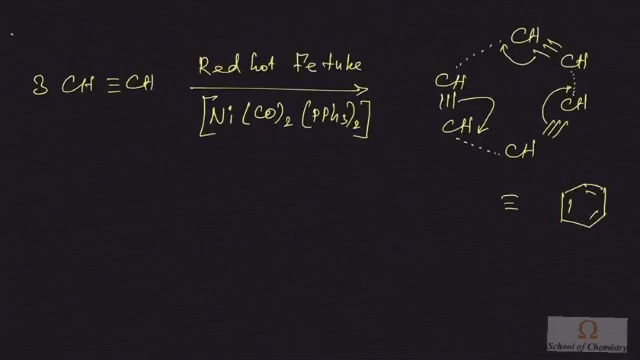 3 CH ≡ CH
Red hot Fe tube
[Ni(CO)₂(PPh₃)₂]
CH
CH
CH
CH
CH
CH
≡
Ω
School of Chemistry